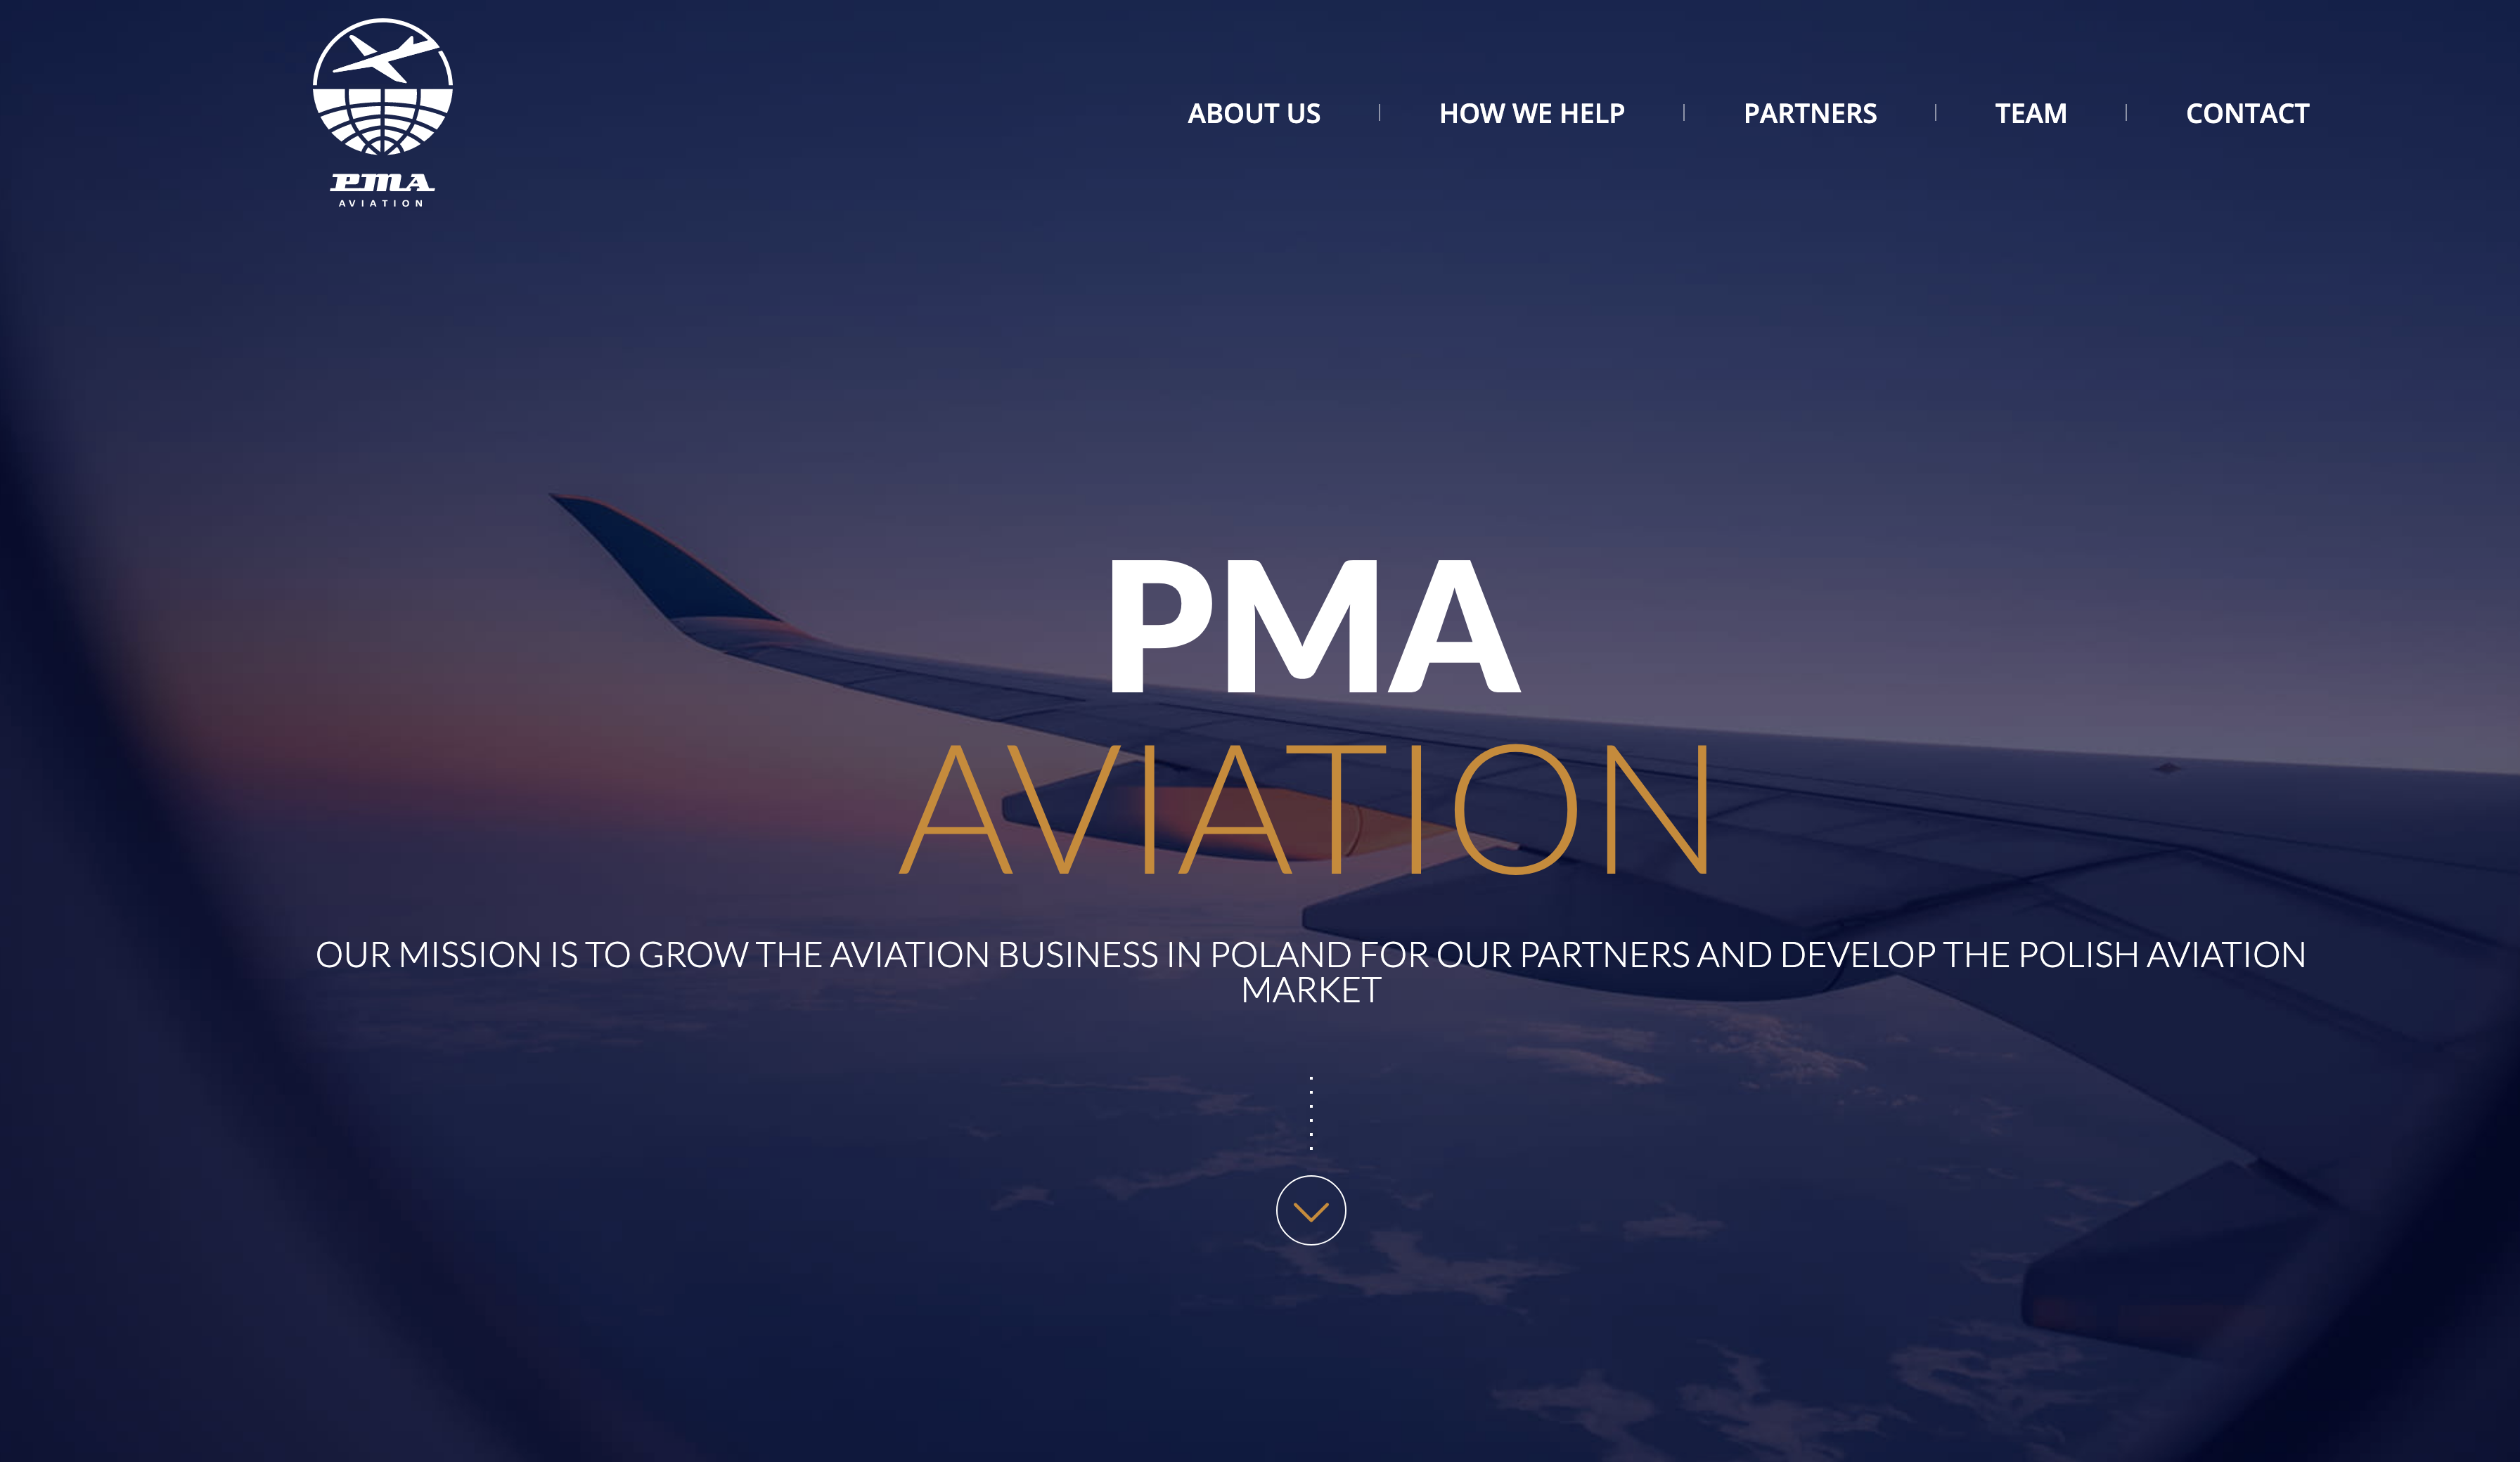 PMA
AVIATION
ABOUT US
HOW WE HELP
PARTNERS
TEAM
CONTACT
PMA
AVIATION
OUR MISSION IS TO GROW THE AVIATION BUSINESS IN POLAND FOR OUR PARTNERS AND DEVELOP THE POLISH AVIATION
MARKET